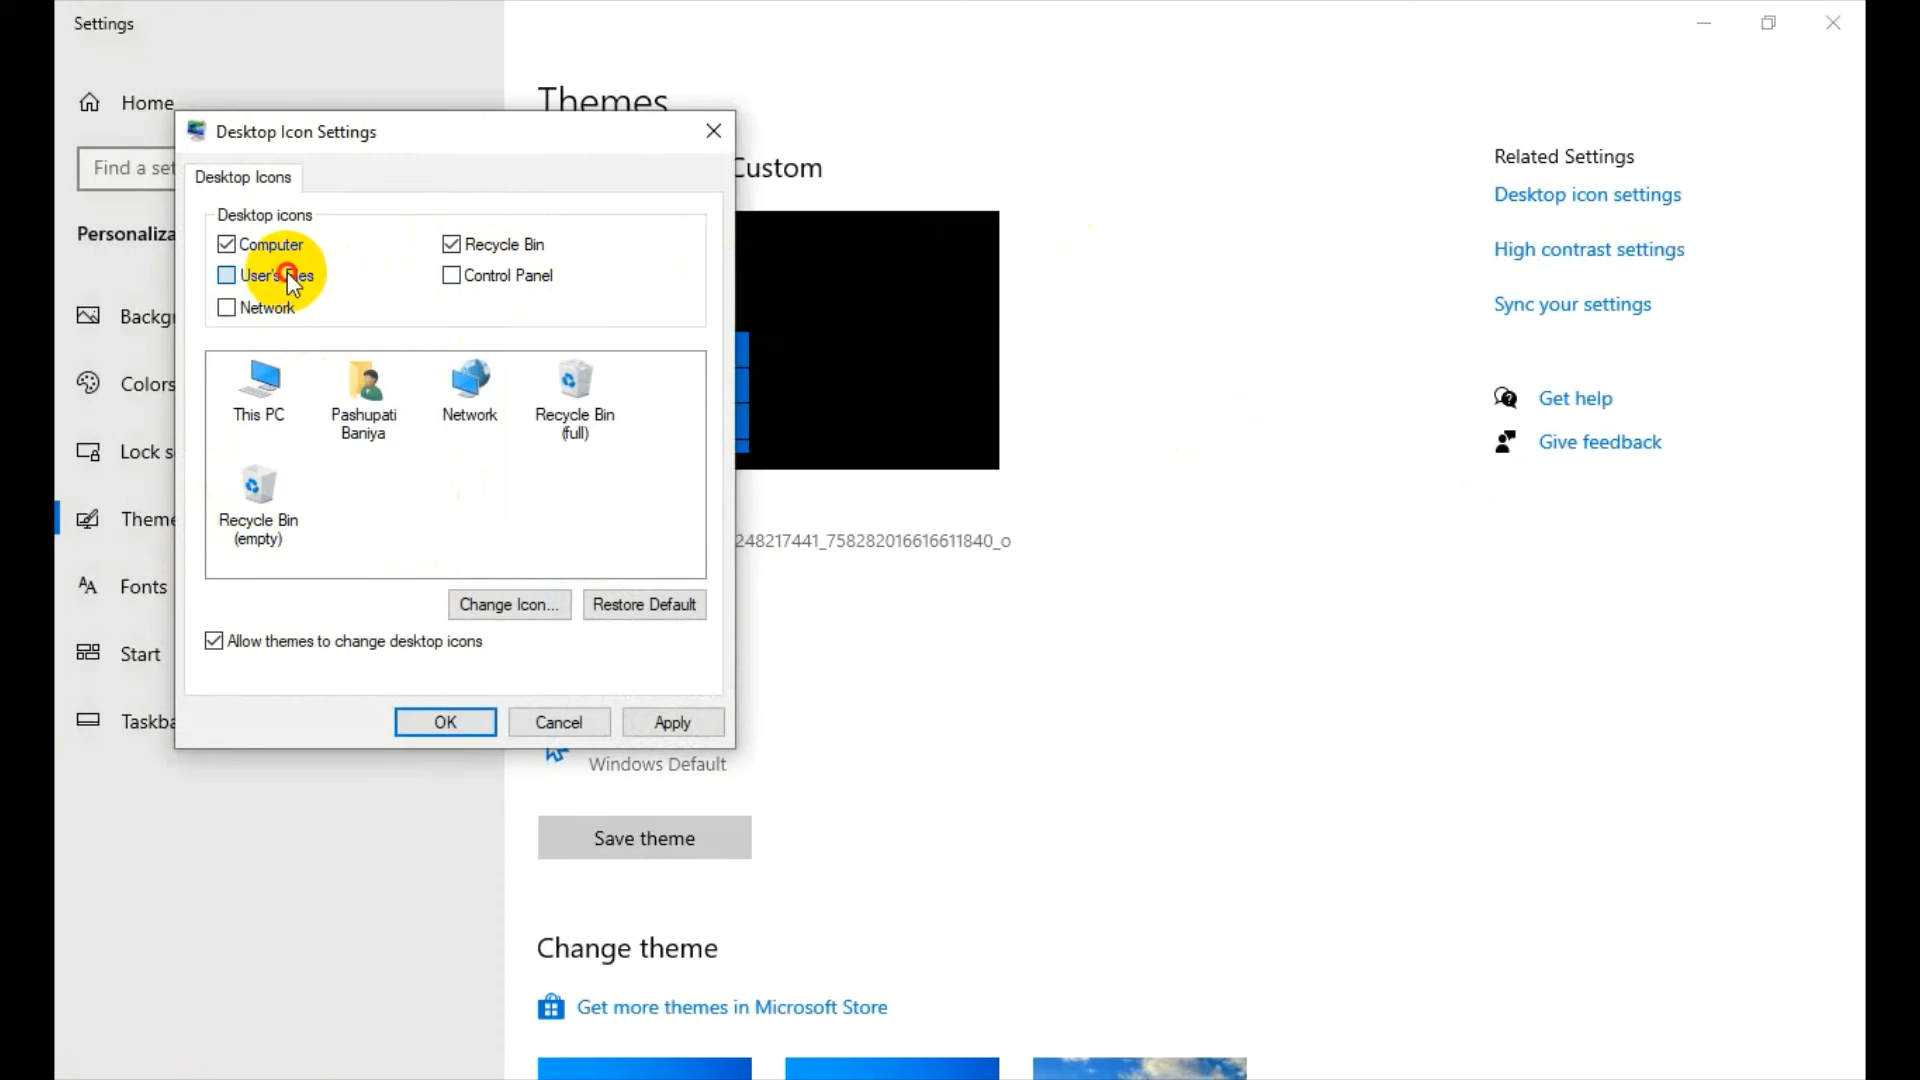 Settings
Home
Find a set
Personaliza
Backgr
Colors
Lock s
Theme
Fonts
Start
Taskba
Desktop Icon Settings
Desktop Icons
Desktop icons
Computer
Recycle Bin
User's Files
Control Panel
Network
This PC
Pashupati
Baniya
Network
Recycle Bin
(full)
Recycle Bin
(empty)
Change Icon...
Restore Default
Allow themes to change desktop icons
OK
Cancel
Apply
Themes
Custom
248217441_758282016616611840_o
Windows Default
Save theme
Change theme
Get more themes in Microsoft Store
Related Settings
Desktop icon settings
High contrast settings
Sync your settings
Get help
Give feedback